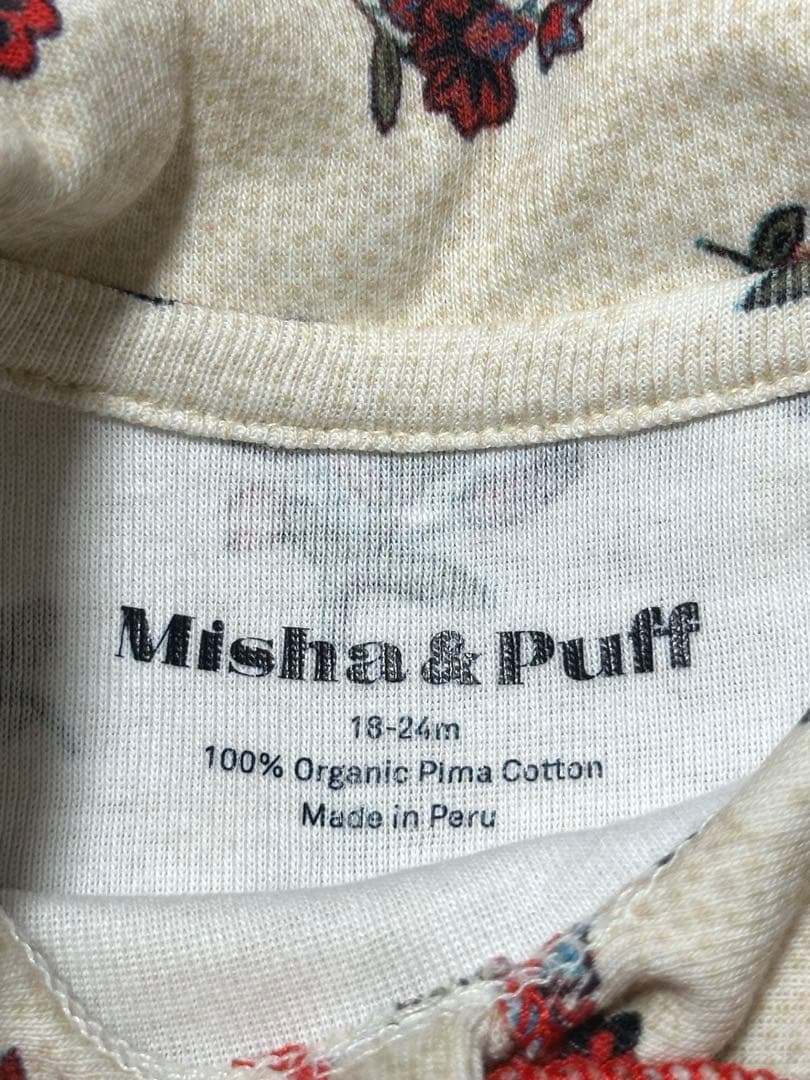 Misha & Puff
18-24m
100% Organic Pima Cotton
Made in Peru